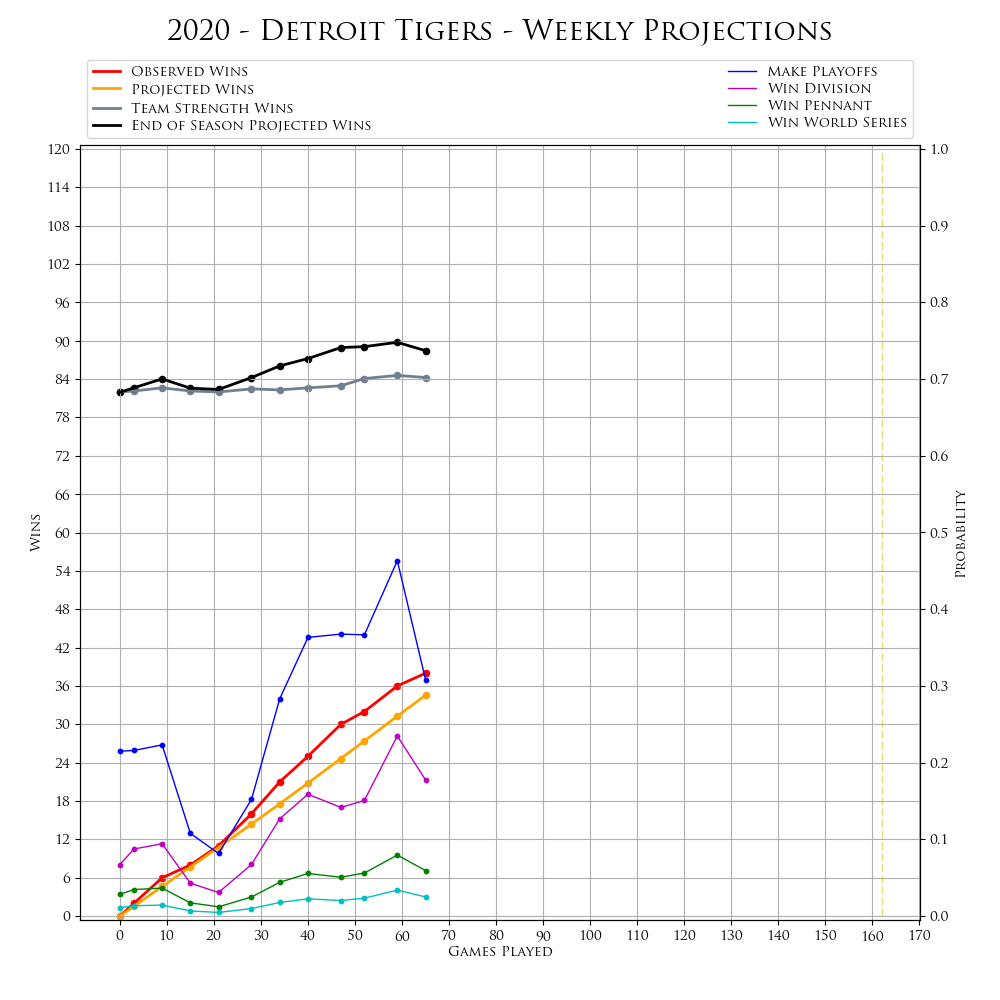 2020 - Detroit Tigers - Weekly Projections
Observed Wins
Projected Wins
Team Strength Wins
End of Season Projected Wins
Make Playoffs
Win Division
Win Pennant
Win World Series
120
114
108
102
96
90
84
78
72
66
60
54
48
42
36
30
24
18
12
6
0
Wins
1.0
0.9
0.8
0.7
0.6
0.5
0.4
0.3
0.2
0.1
0.0
Probability
0 10 20 30 40 50 60 70 80 90 100 110 120 130 140 150 160 170
Games Played